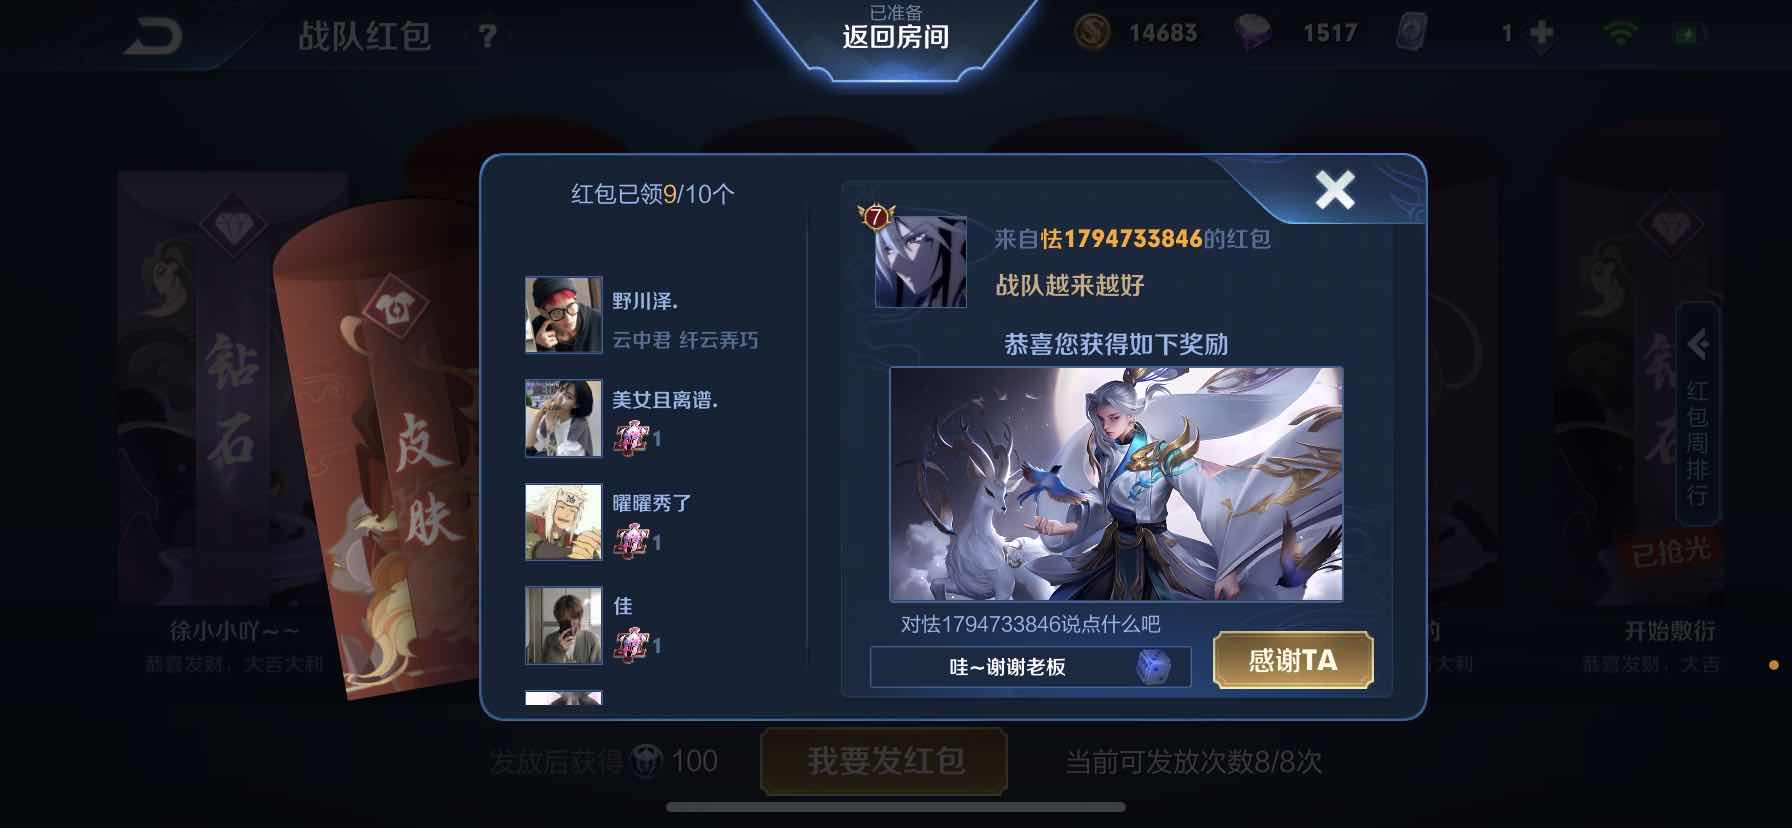 已准备
返回房间
战队红包
?
14683
1517
1
红包已领9/10个
野川泽.
云中君 纤云弄巧
美女且离谱.
1
曜曜秀了
1
佳
1
7
来自怯1794733846的红包
战队越来越好
恭喜您获得如下奖励
对怯1794733846说点什么吧
哇~谢谢老板
感谢TA
钻石
徐小小吖~~
恭喜发财，大吉大利
皮肤
的
大利
钻石
已抢光
开始敷衍
恭喜发财，大吉
红包周排行
发放后获得
100
我要发红包
当前可发放次数8/8次